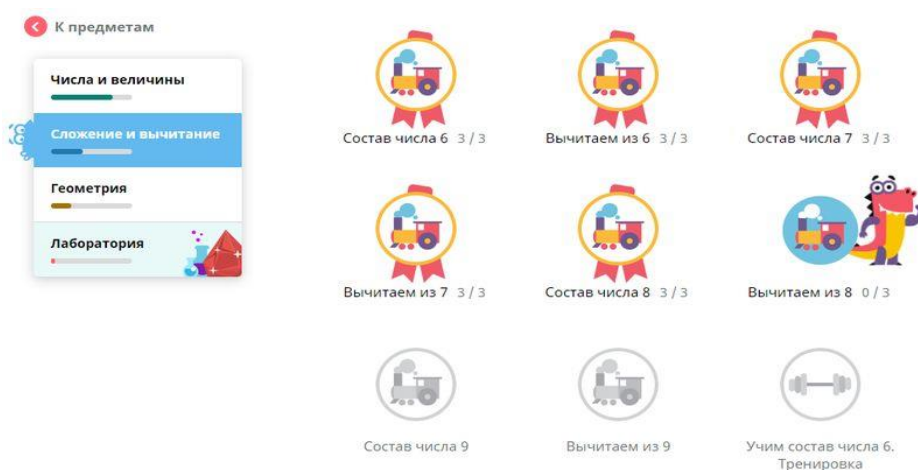 К предметам
Числа и величины
Сложение и вычитание
Геометрия
Лаборатория
Состав числа 6 3 / 3
Вычитаем из 6 3 / 3
Состав числа 7 3 / 3
Вычитаем из 7 3 / 3
Состав числа 8 3 / 3
Вычитаем из 8 0 / 3
Состав числа 9
Вычитаем из 9
Учим состав числа 6.
Тренировка